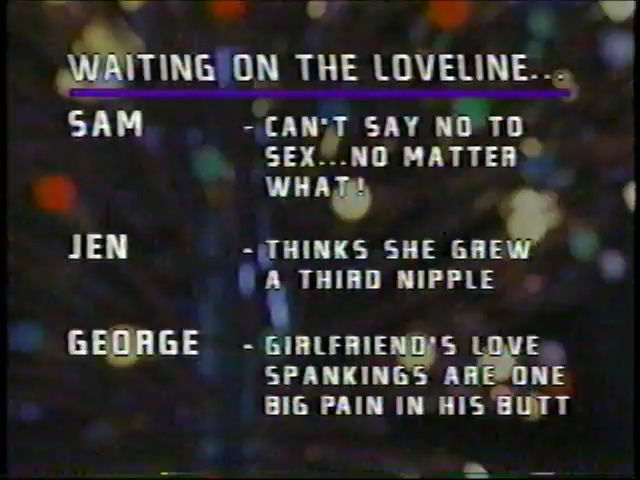 WAITING ON THE LOVELINE...
SAM - CAN'T SAY NO TO
SEX...NO MATTER
WHAT!
JEN - THINKS SHE GREW
A THIRD NIPPLE
GEORGE - GIRLFRIEND'S LOVE
SPANKINGS ARE ONE
BIG PAIN IN HIS BUTT